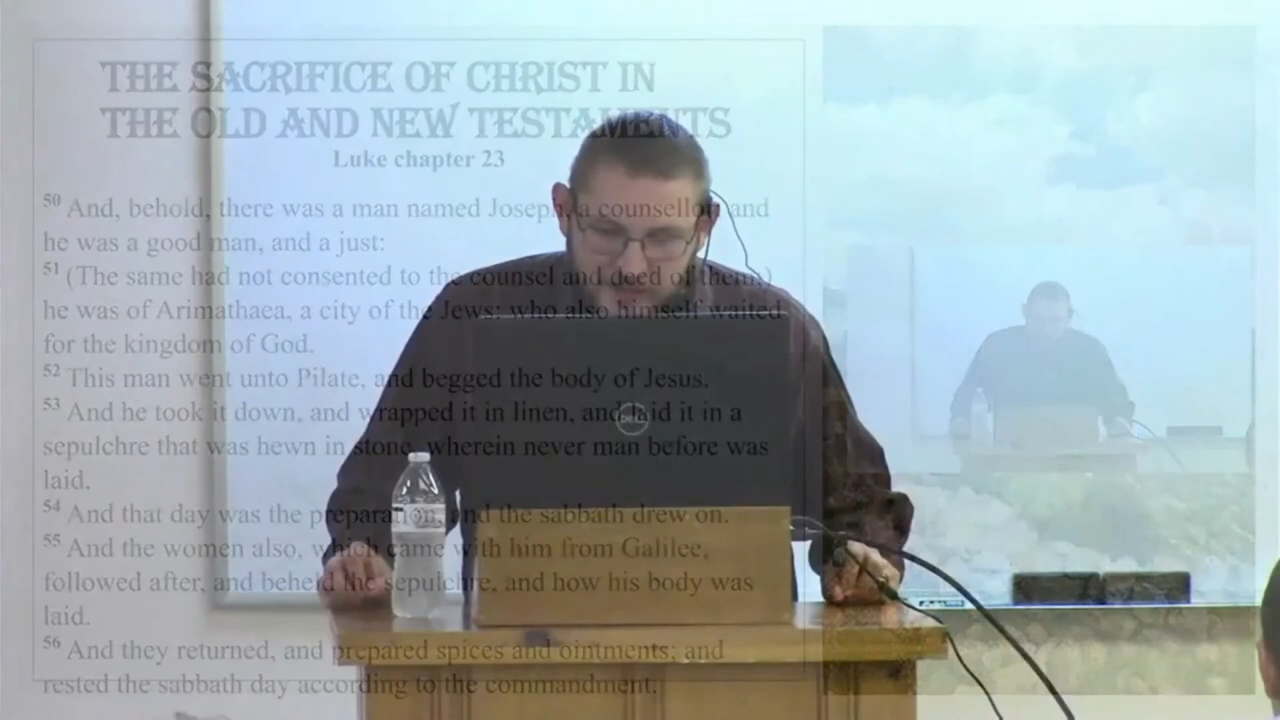 THE SACRIFICE OF CHRIST IN
THE OLD AND NEW TESTAMENTS
Luke chapter 23
50 And, behold, there was a man named Joseph, a counsellor; and
he was a good man, and a just:
51 (The same had not consented to the counsel and deed of them;)
he was of Arimathaea, a city of the Jews: who also himself waited
for the kingdom of God.
52 This man went unto Pilate, and begged the body of Jesus.
53 And he took it down, and wrapped it in linen, and laid it in a
sepulchre that was hewn in stone, wherein never man before was
laid.
54 And that day was the preparation, and the sabbath drew on.
55 And the women also, which came with him from Galilee,
followed after, and beheld the sepulchre, and how his body was
laid.
56 And they returned, and prepared spices and ointments; and
rested the sabbath day according to the commandment.
DELL